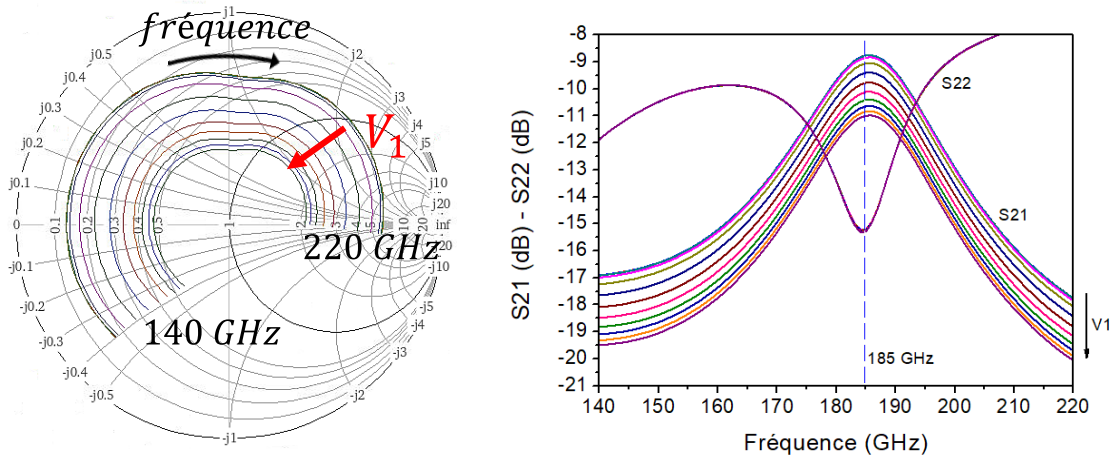 fréquence
j1
j0.5
j2
j0.4
j0.3
j3
V1
j4
j0.2
j5
j0.1
j10
j20
0
0.1
0.2
0.3
0.4
0.5
1
2
3
4
5
10
20
inf
220 GHz
-j20
-j0.1
-j10
-j0.2
-j5
140 GHz
-j4
-j0.3
-j3
-j0.4
-j0.5
-j2
-j1
S21 (dB) - S22 (dB)
-8
-9
-10
-11
-12
-13
-14
-15
-16
-17
-18
-19
-20
-21
S22
S21
V1
185 GHz
140 150 160 170 180 190 200 210 220
Fréquence (GHz)